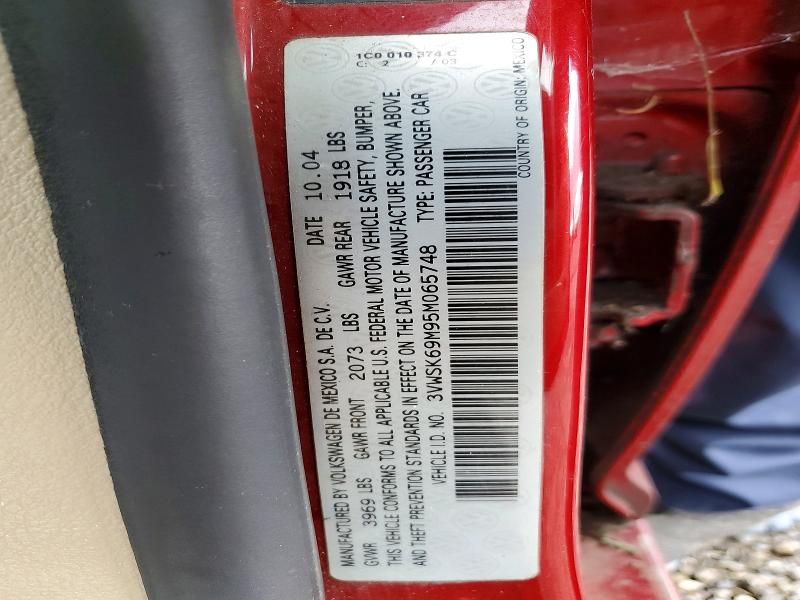 1C0 010 374 C
C 2 / 03
MANUFACTURED BY VOLKSWAGEN DE MEXICO S.A. DE C.V. DATE 10.04
GVWR 3969 LBS GAWR FRONT 2073 LBS GAWR REAR 1918 LBS
THIS VEHICLE CONFORMS TO ALL APPLICABLE U.S. FEDERAL MOTOR VEHICLE SAFETY, BUMPER,
AND THEFT PREVENTION STANDARDS IN EFFECT ON THE DATE OF MANUFACTURE SHOWN ABOVE.
VEHICLE I.D. NO. 3VWSK69M95M065748 TYPE: PASSENGER CAR
COUNTRY OF ORIGIN: MEXICO